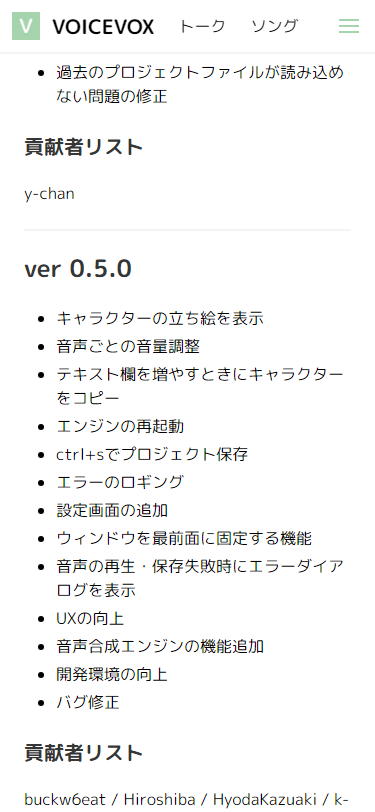 V VOICEVOX トーク ソング
過去のプロジェクトファイルが読み込め
ない問題の修正
貢献者リスト
y-chan
ver 0.5.0
キャラクターの立ち絵を表示
音声ごとの音量調整
テキスト欄を増やすときにキャラクター
をコピー
エンジンの再起動
ctrl+sでプロジェクト保存
エラーのロギング
設定画面の追加
ウィンドウを最前面に固定する機能
音声の再生・保存失敗時にエラーダイア
ログを表示
UXの向上
音声合成エンジンの機能追加
開発環境の向上
バグ修正
貢献者リスト
buckw6eat / Hiroshiba / HyodaKazuaki / k-